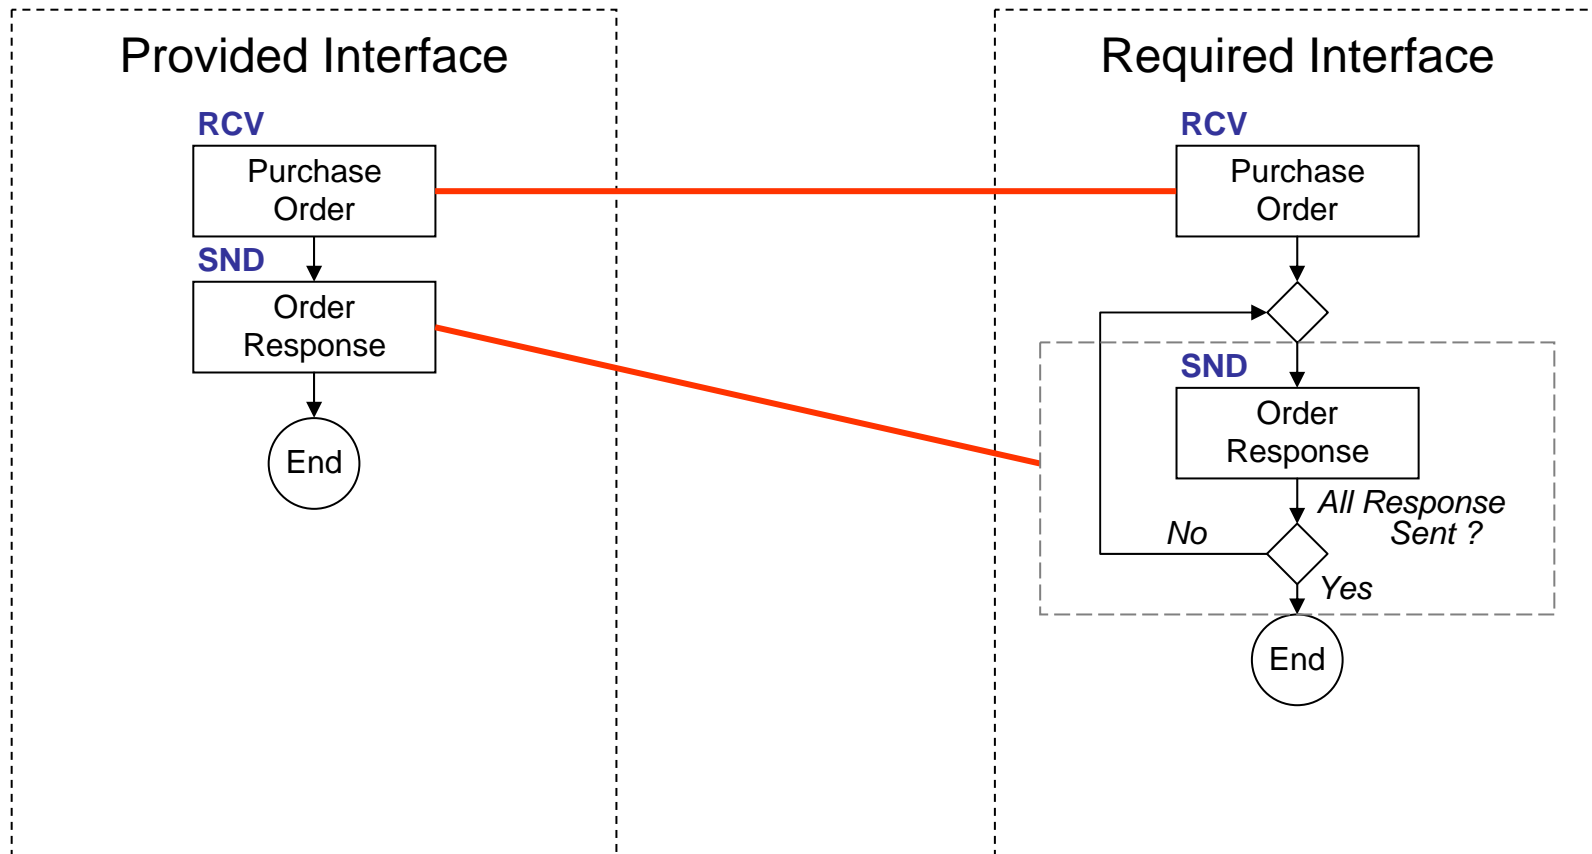 Provided Interface
RCV
Purchase
Order
SND
Order
Response
End
Required Interface
RCV
Purchase
Order
SND
Order
Response
All Response
Sent ?
No
Yes
End